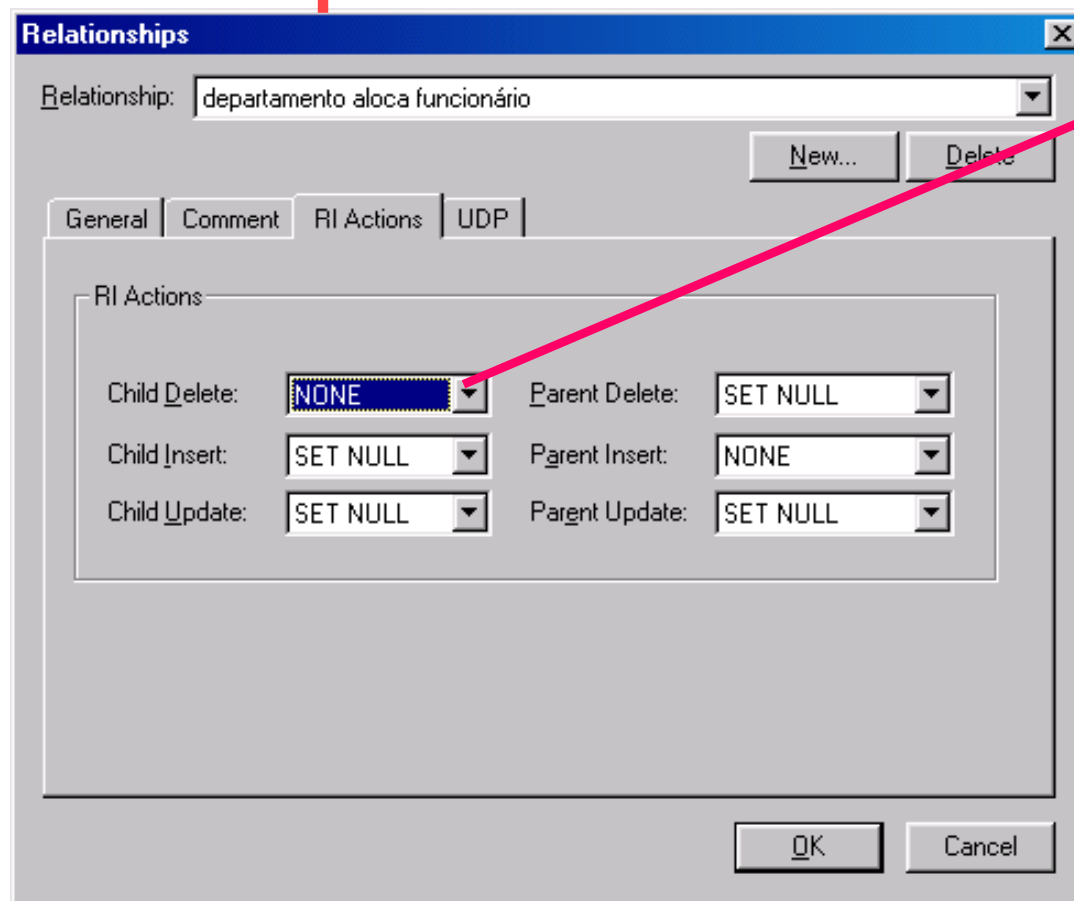 Relationships
Relationship: departamento aloca funcionário
New... Delete
General Comment RI Actions UDP
RI Actions
Child Delete: NONE Parent Delete: SET NULL
Child Insert: SET NULL Parent Insert: NONE
Child Update: SET NULL Parent Update: SET NULL
OK Cancel